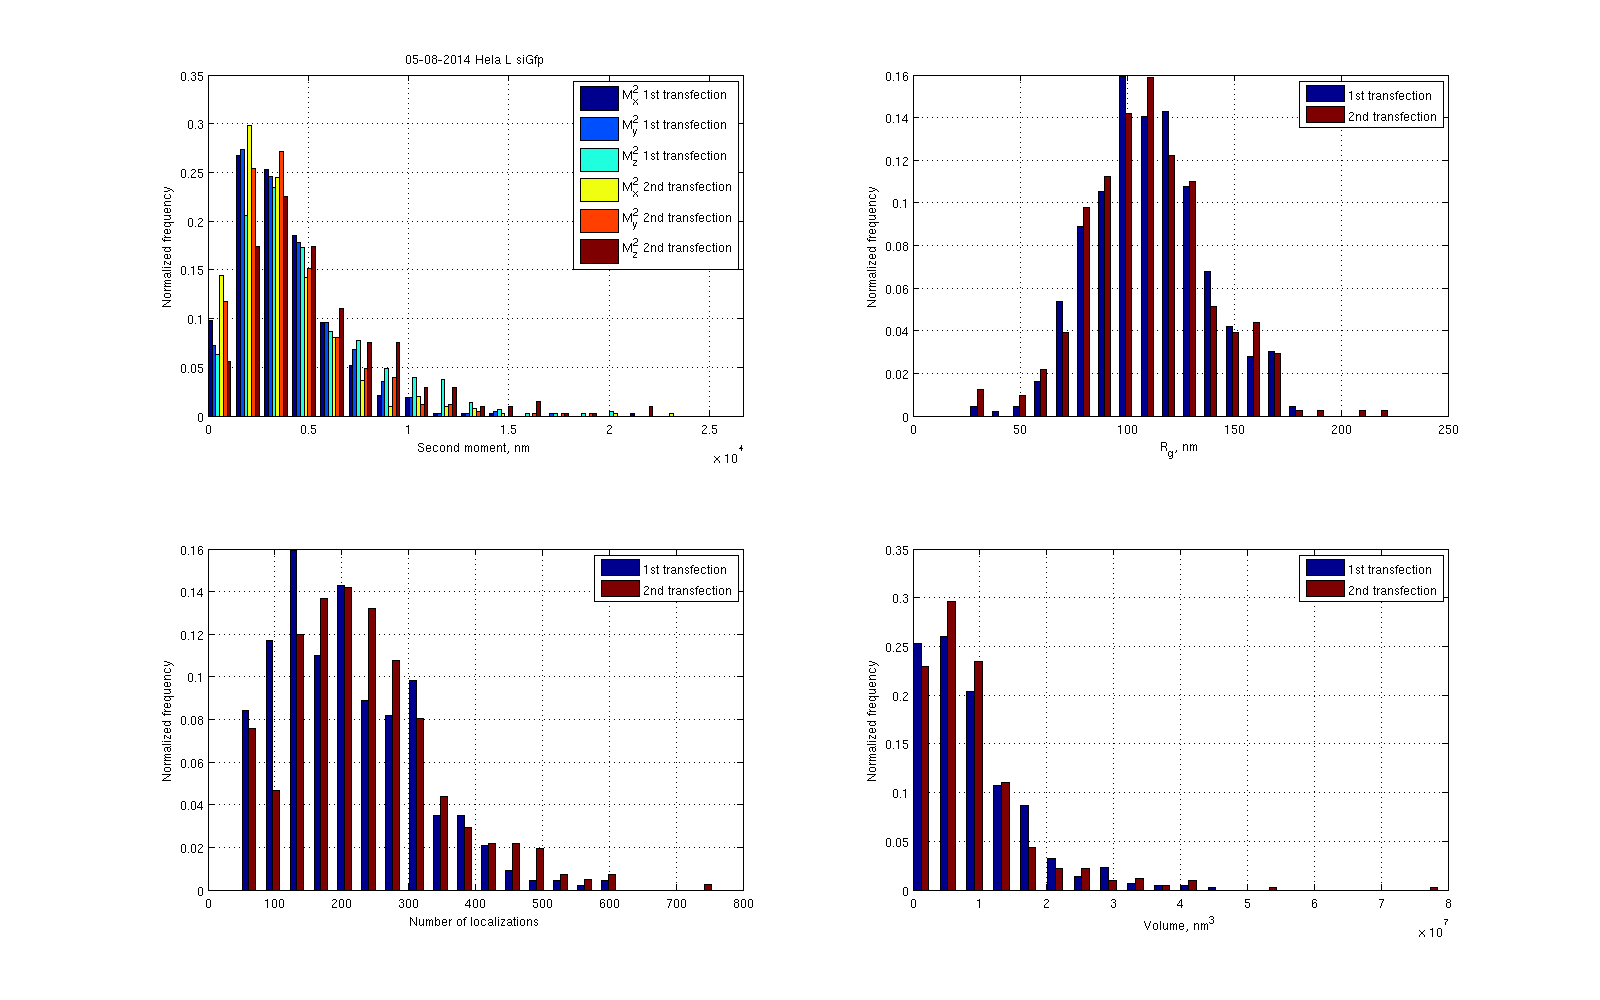 05-08-2014 Hela L siGfp
0.35
0.3
0.25
0.2
0.15
0.1
0.05
0
Normalized frequency
M²ₓ 1st transfection
M²y 1st transfection
M²z 1st transfection
M²ₓ 2nd transfection
M²y 2nd transfection
M²z 2nd transfection
0 0.5 1 1.5 2 2.5
Second moment, nm
× 10⁴
0.16
0.14
0.12
0.1
0.08
0.06
0.04
0.02
0
Normalized frequency
1st transfection
2nd transfection
0 50 100 150 200 250
Rg, nm
0.16
0.14
0.12
0.1
0.08
0.06
0.04
0.02
0
Normalized frequency
1st transfection
2nd transfection
0 100 200 300 400 500 600 700 800
Number of localizations
0.35
0.3
0.25
0.2
0.15
0.1
0.05
0
Normalized frequency
1st transfection
2nd transfection
0 1 2 3 4 5 6 7 8
Volume, nm³
× 10⁷